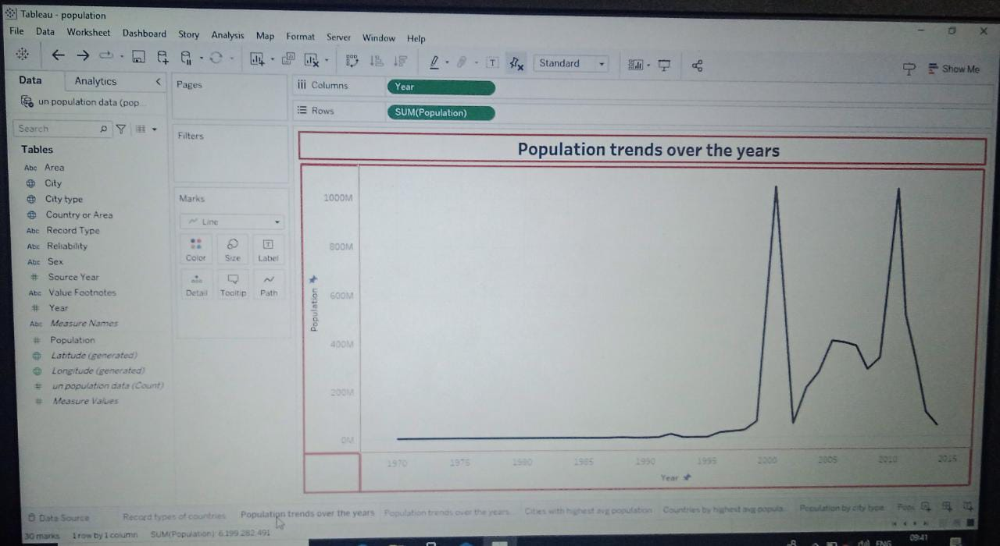 Tableau - population
File Data Worksheet Dashboard Story Analysis Map Format Server Window Help
Standard
Show Me
Data Analytics
un population data (pop...
Search
Tables
Abc Area
City
City type
Country or Area
Abc Record Type
Abc Reliability
Abc Sex
# Source Year
Abc Value Footnotes
# Year
Abc Measure Names
# Population
Latitude (generated)
Longitude (generated)
# un population data (Count)
# Measure Values
Pages
Filters
Marks
Line
Color Size Label
Detail Tooltip Path
Columns Year
Rows SUM(Population)
Population trends over the years
1000M
800M
600M
400M
200M
0M
Population
1970 1975 1980 1985 1990 1995 2000 2005 2010 2015
Year
Data Source Record types of countries Population trends over the years Population trends over the years... Cities with highest avg population Countries by highest avg popula... Population by city type
30 marks 1 row by 1 column SUM(Population): 6,199,282,491
ENG 09:41